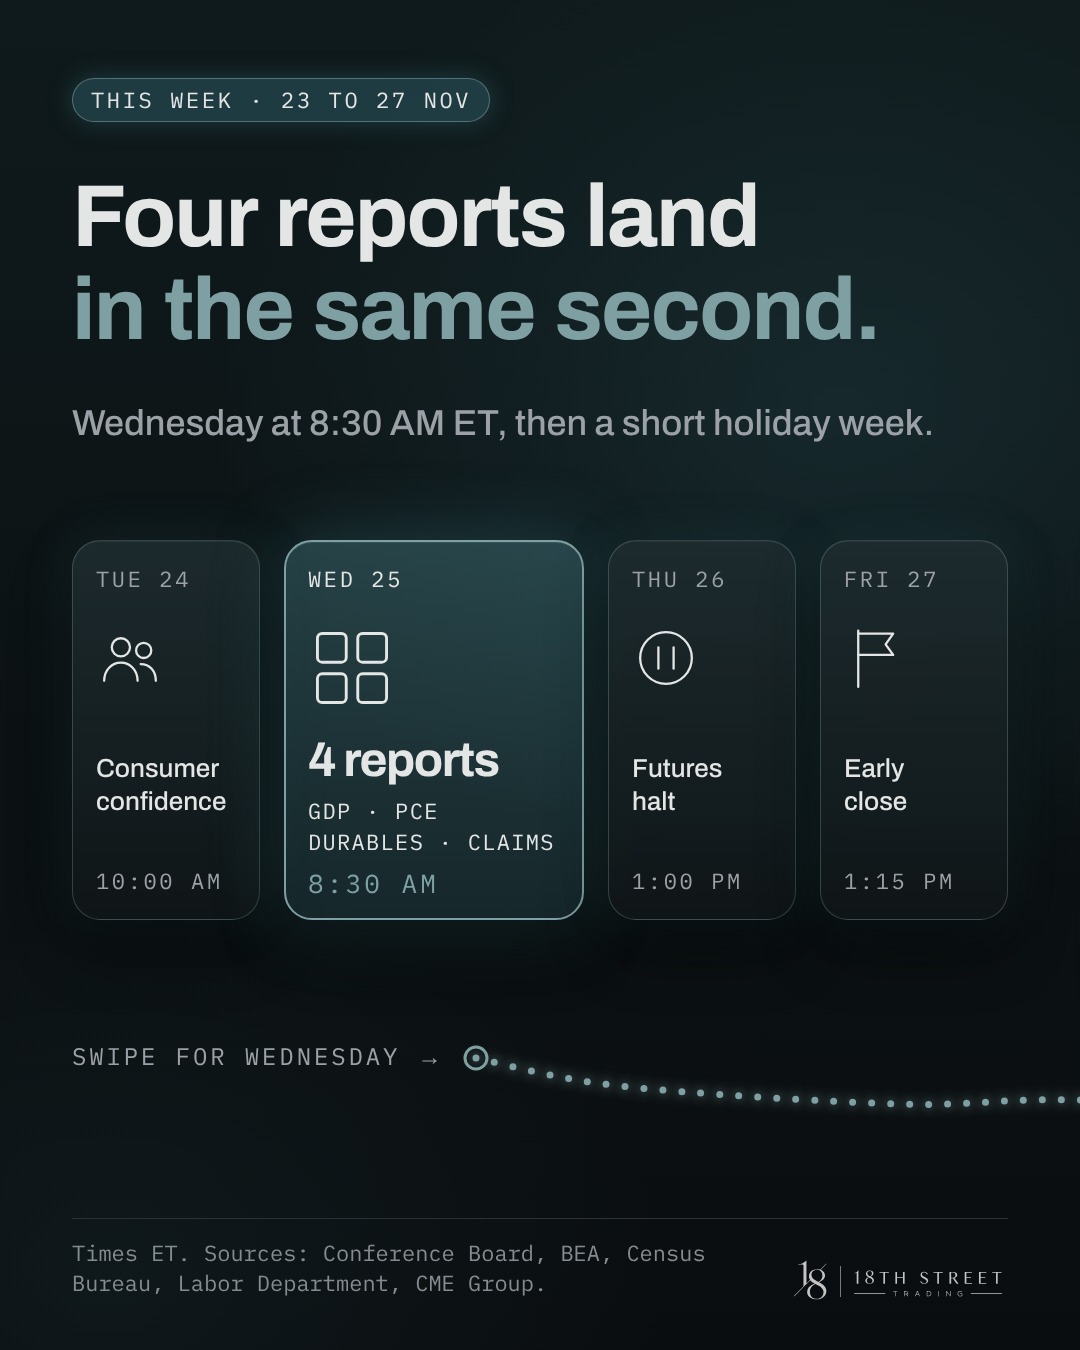 THIS WEEK · 23 TO 27 NOV
Four reports land
in the same second.
Wednesday at 8:30 AM ET, then a short holiday week.
TUE 24
Consumer
confidence
10:00 AM
WED 25
4 reports
GDP · PCE
DURABLES · CLAIMS
8:30 AM
THU 26
Futures
halt
1:00 PM
FRI 27
Early
close
1:15 PM
SWIPE FOR WEDNESDAY →
Times ET. Sources: Conference Board, BEA, Census
Bureau, Labor Department, CME Group.
18
18TH STREET
TRADING